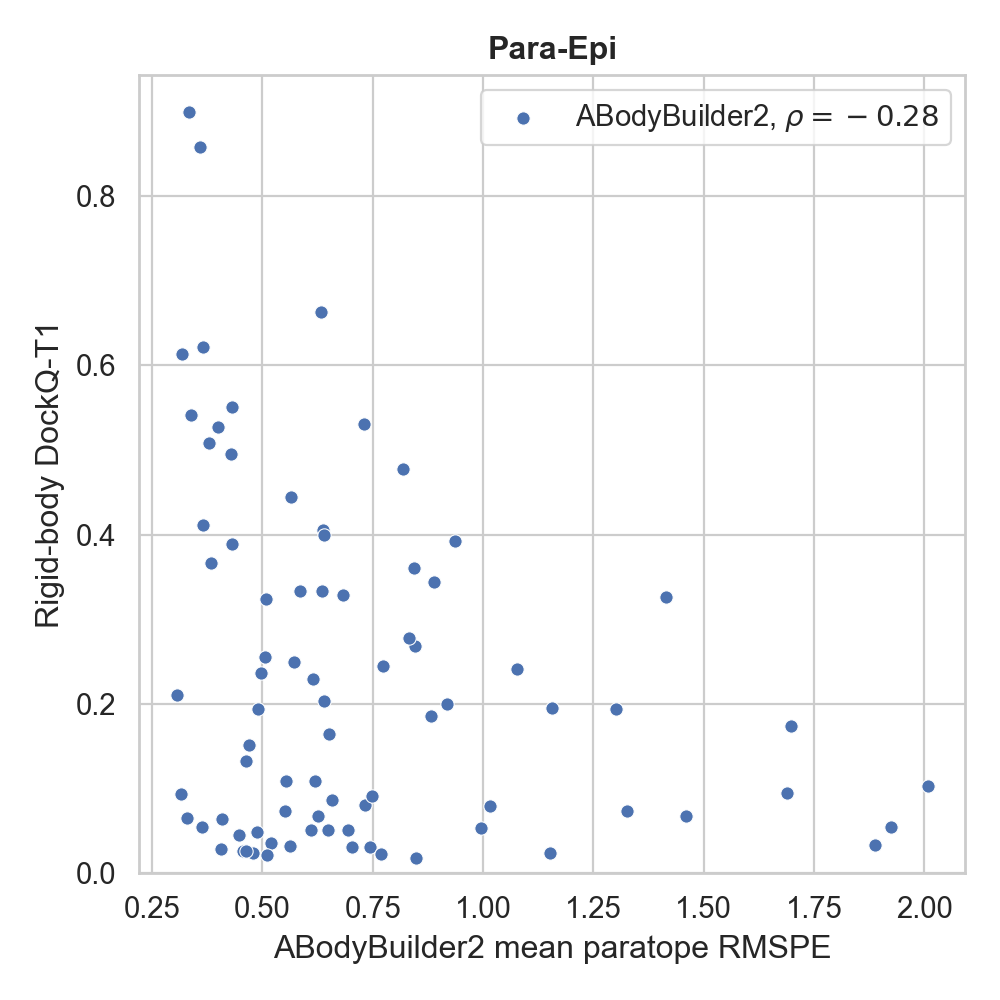 Para-Epi
ABodyBuilder2, ρ = − 0.28
Rigid-body DockQ-T1
0.8
0.6
0.4
0.2
0.0
0.25 0.50 0.75 1.00 1.25 1.50 1.75 2.00
ABodyBuilder2 mean paratope RMSPE